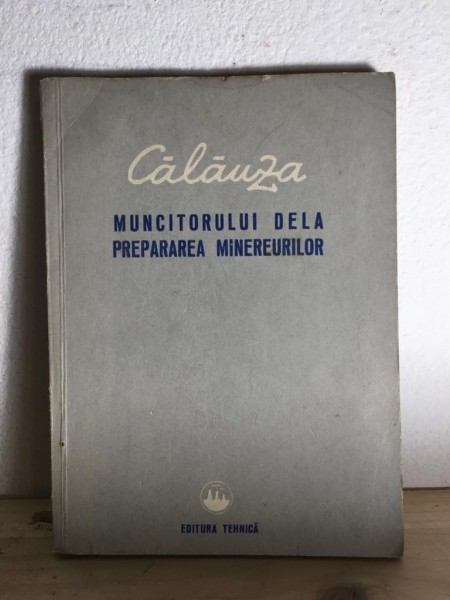 Călăuza
MUNCITORULUI DELA
PREPARAREA MiNEREURILOR
EDITURA TEHNICĂ